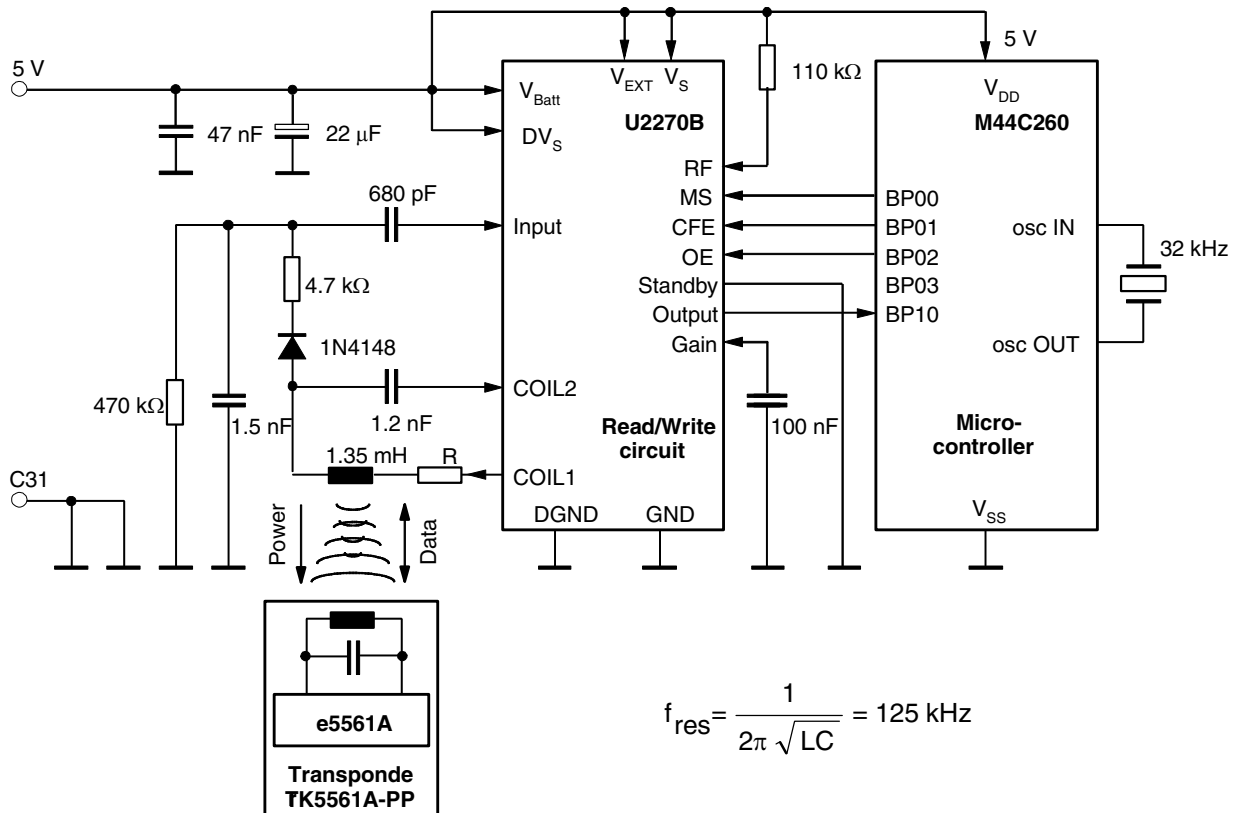 5 V
5 V
47 nF
22 μF
V_Batt
DV_S
V_EXT V_S
U2270B
110 kΩ
V_DD
M44C260
RF
MS
CFE
OE
Standby
Output
Gain
BP00
BP01
BP02
BP03
BP10
osc IN
osc OUT
32 kHz
680 pF
Input
4.7 kΩ
1N4148
COIL2
470 kΩ
1.5 nF
1.2 nF
1.35 mH
R
COIL1
Read/Write
circuit
100 nF
Micro-
controller
C31
DGND
GND
V_SS
Power
Data
e5561A
Transponde
r
TK5561A-PP
f_res = 1 / (2π √LC) = 125 kHz